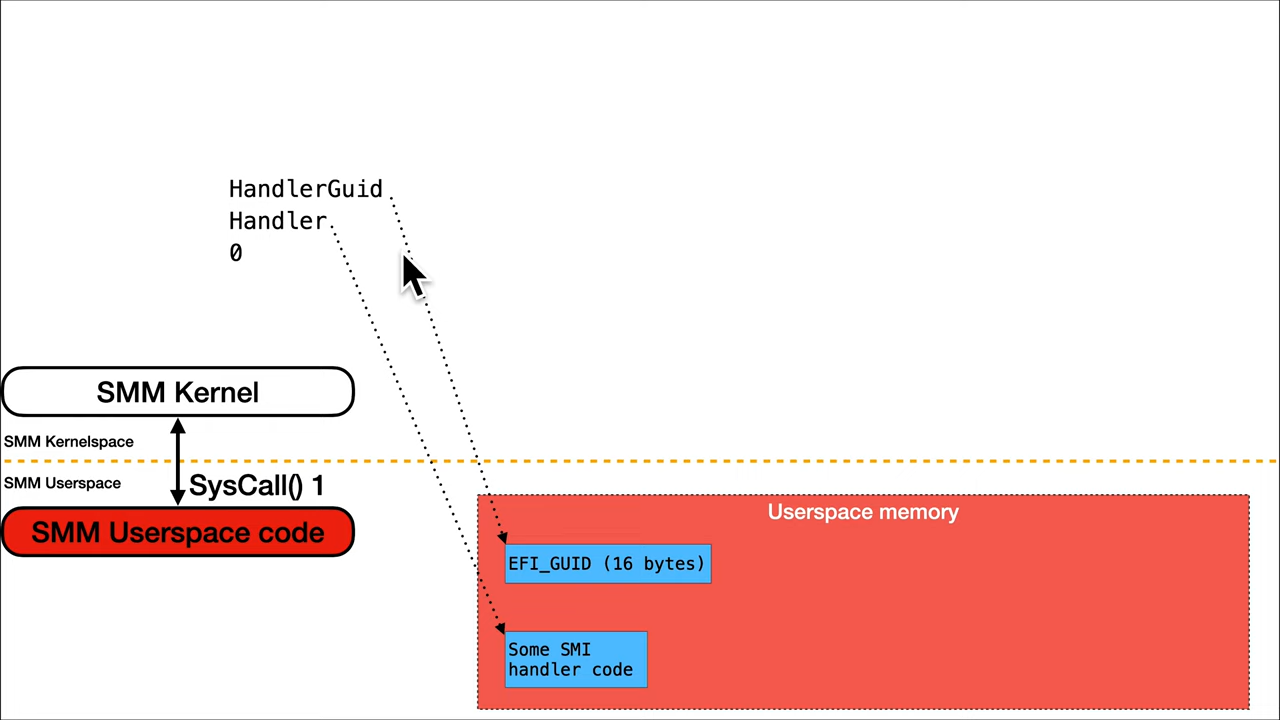 HandlerGuid
Handler
0
SMM Kernel
SMM Kernelspace
SMM Userspace
SysCall() 1
SMM Userspace code
Userspace memory
EFI_GUID (16 bytes)
Some SMI
handler code